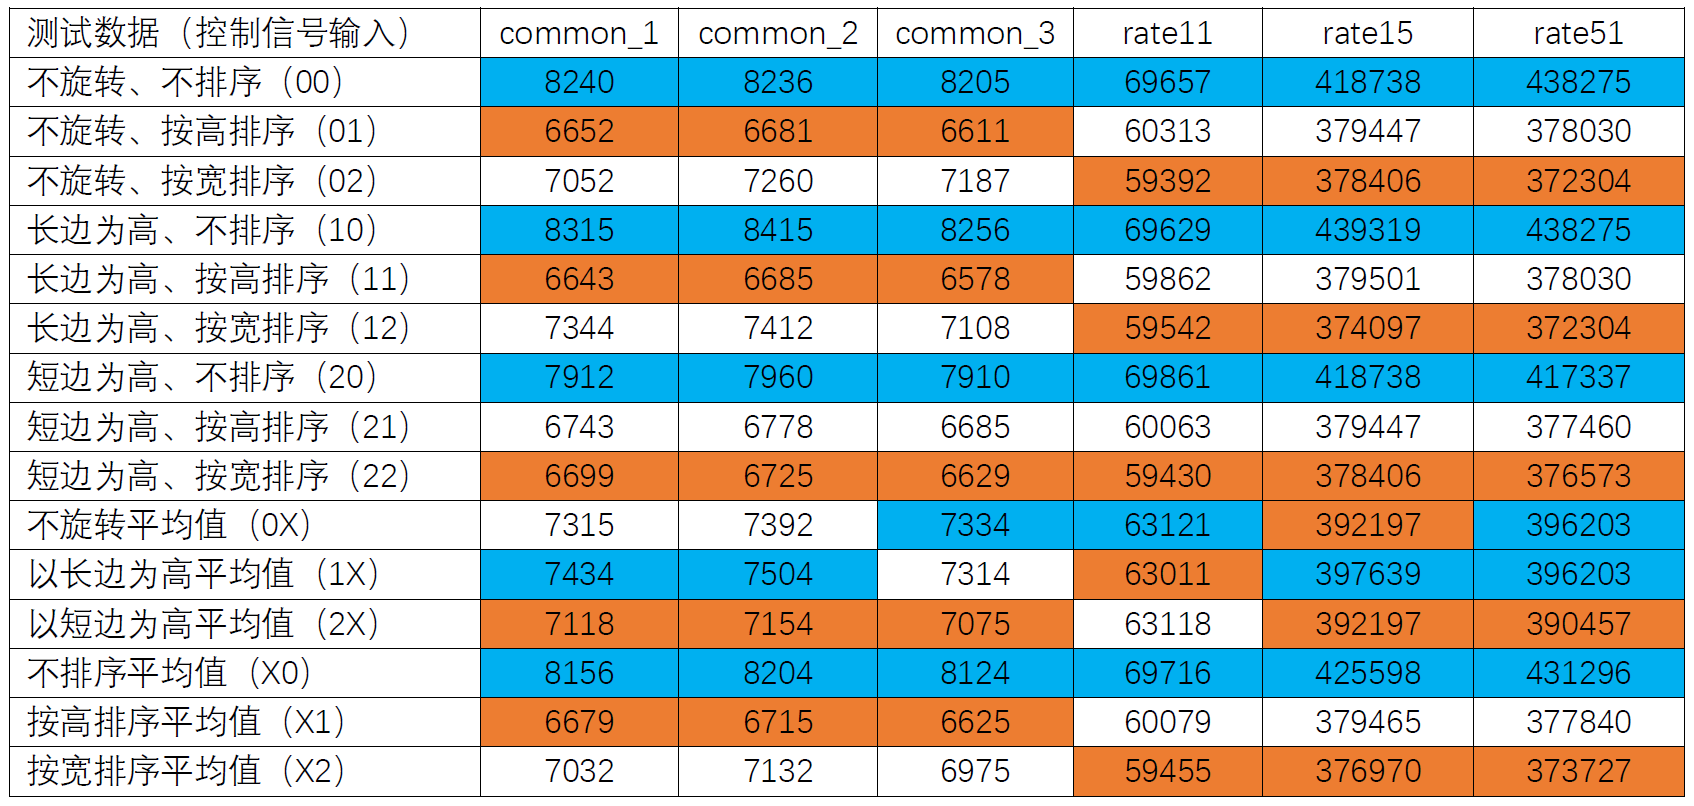 测试数据（控制信号输入） common_1 common_2 common_3 rate11 rate15 rate51
不旋转、不排序（00） 8240 8236 8205 69657 418738 438275
不旋转、按高排序（01） 6652 6681 6611 60313 379447 378030
不旋转、按宽排序（02） 7052 7260 7187 59392 378406 372304
长边为高、不排序（10） 8315 8415 8256 69629 439319 438275
长边为高、按高排序（11） 6643 6685 6578 59862 379501 378030
长边为高、按宽排序（12） 7344 7412 7108 59542 374097 372304
短边为高、不排序（20） 7912 7960 7910 69861 418738 417337
短边为高、按高排序（21） 6743 6778 6685 60063 379447 377460
短边为高、按宽排序（22） 6699 6725 6629 59430 378406 376573
不旋转平均值（0X） 7315 7392 7334 63121 392197 396203
以长边为高平均值（1X） 7434 7504 7314 63011 397639 396203
以短边为高平均值（2X） 7118 7154 7075 63118 392197 390457
不排序平均值（X0） 8156 8204 8124 69716 425598 431296
按高排序平均值（X1） 6679 6715 6625 60079 379465 377840
按宽排序平均值（X2） 7032 7132 6975 59455 376970 373727